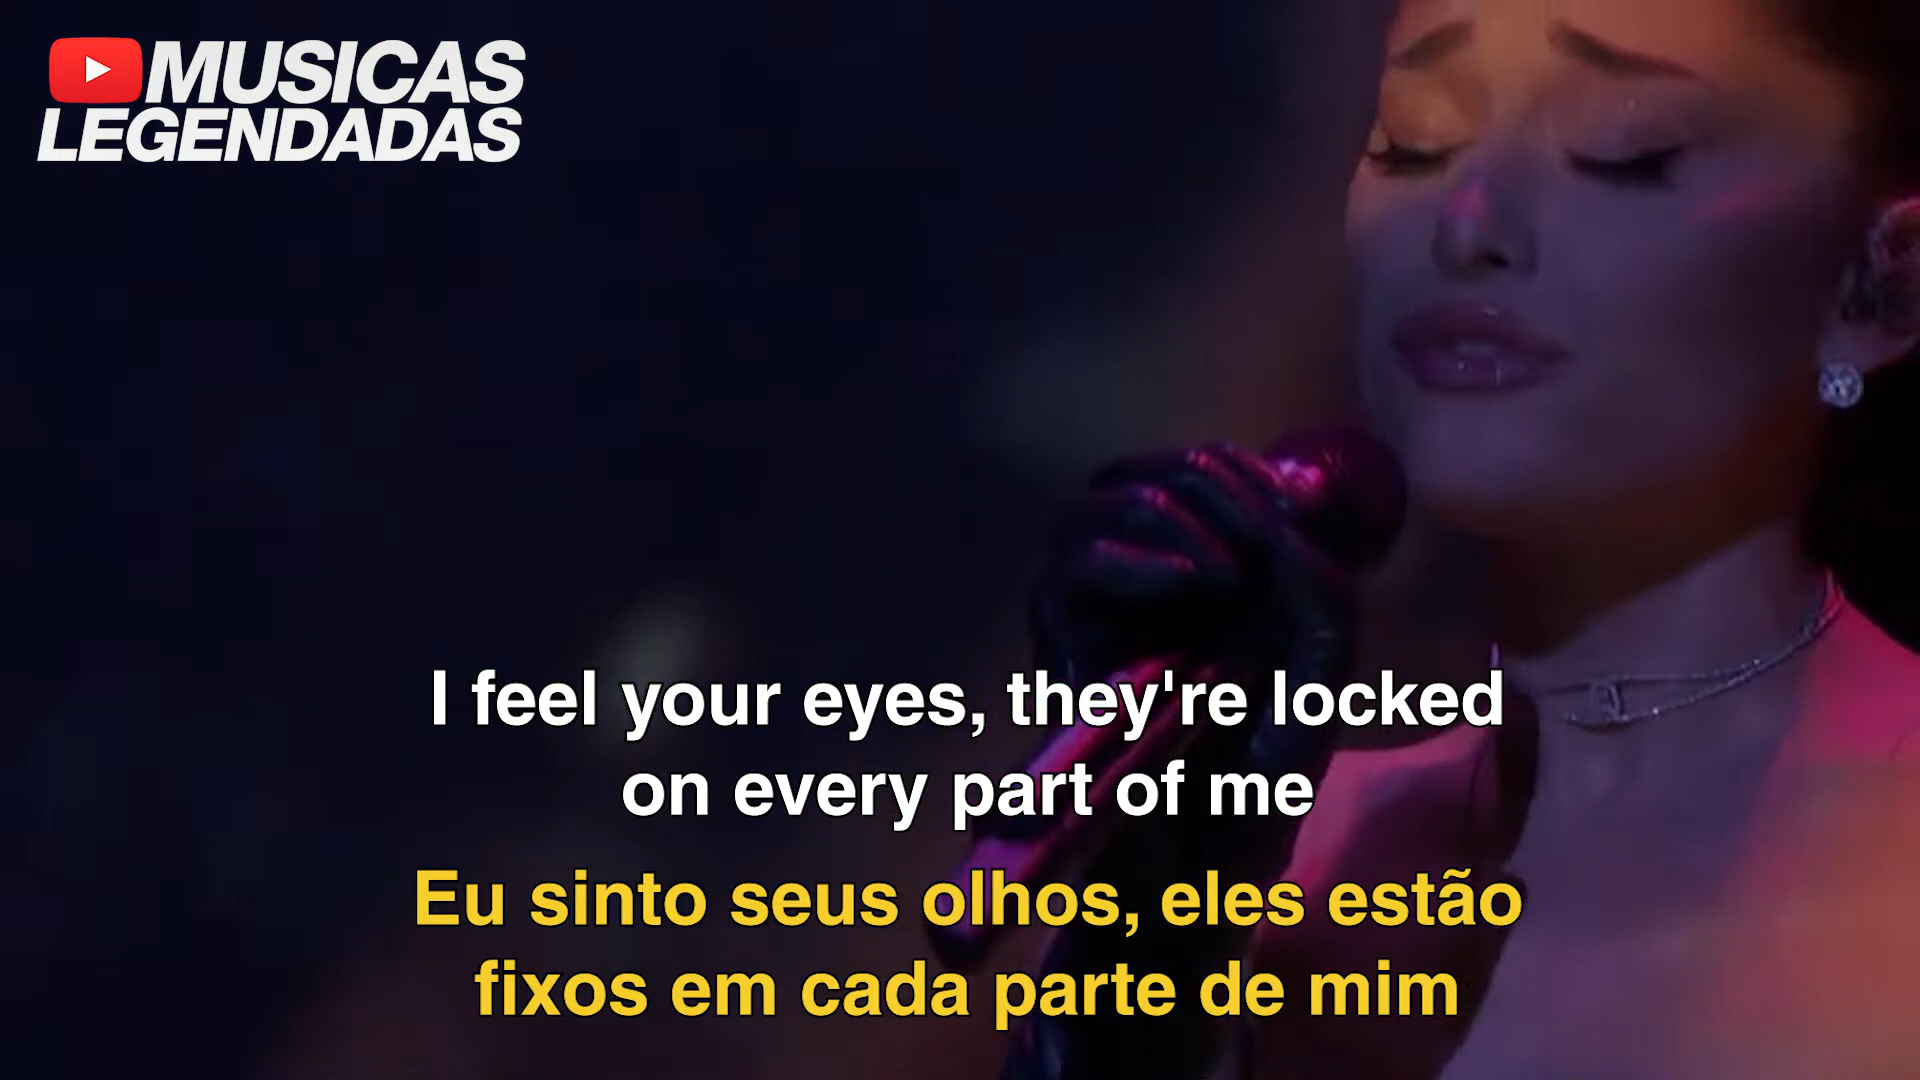 MUSICAS
LEGENDADAS
I feel your eyes, they're locked
on every part of me
Eu sinto seus olhos, eles estão
fixos em cada parte de mim